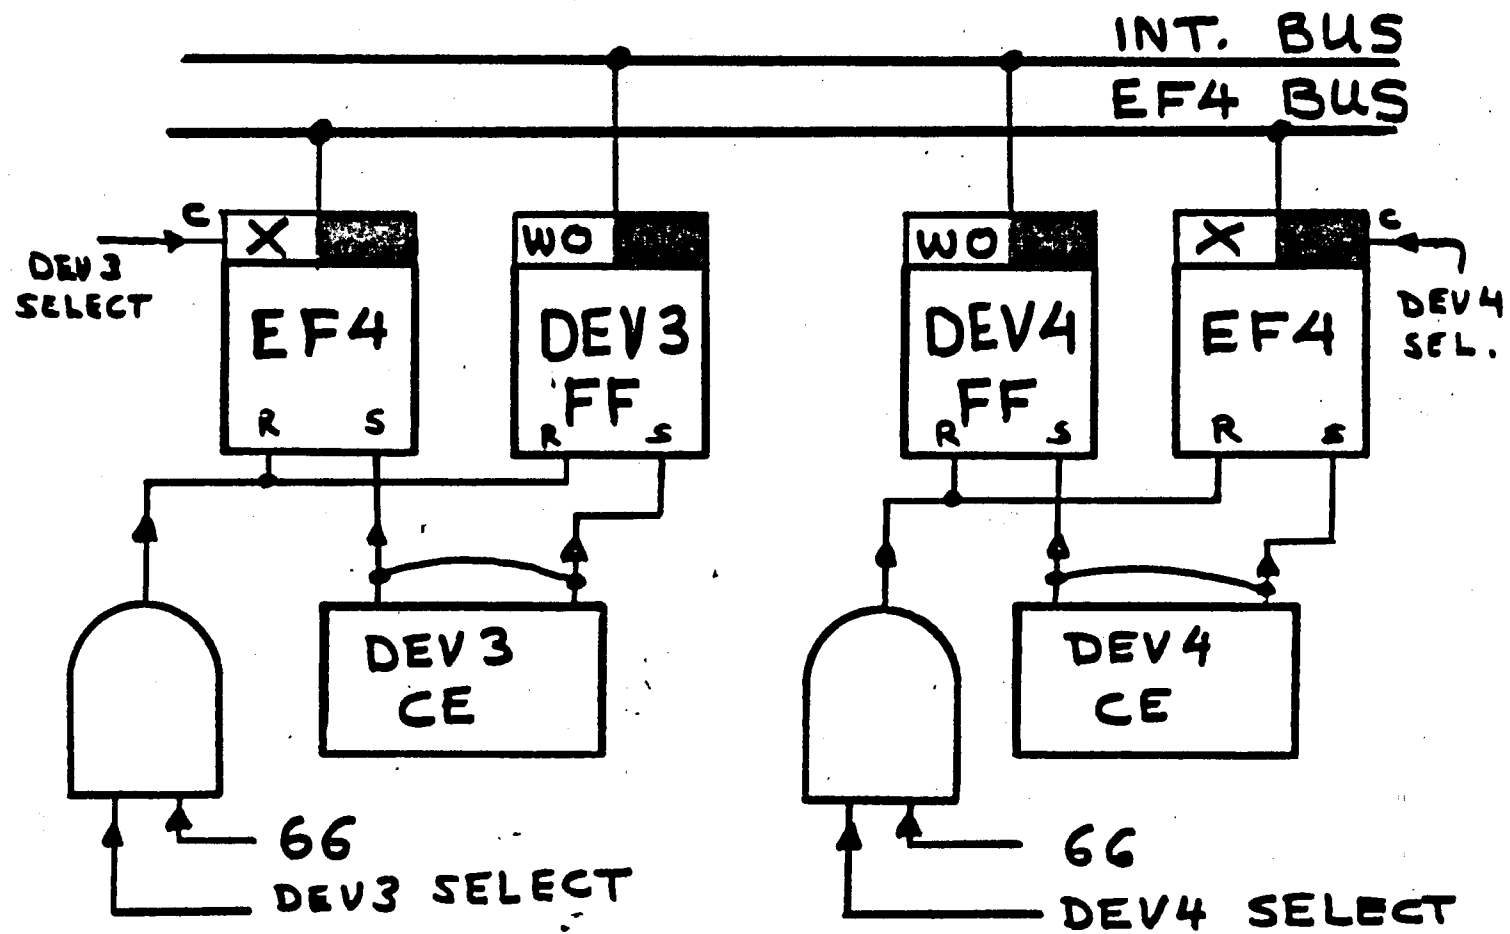 INT. BUS
EF4 BUS
C
X
WO
WO
X
C
DEV3
SELECT
EF4
R S
DEV3
FF
R S
DEV4
FF
R S
EF4
R S
DEV4
SEL.
DEV3
CE
DEV4
CE
66
DEV3 SELECT
66
DEV4 SELECT